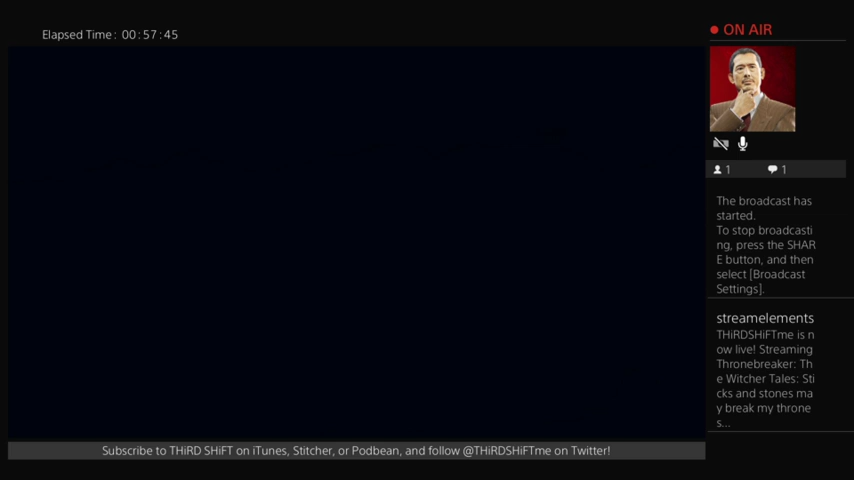 Elapsed Time: 00:57:45
ON AIR
1 1
The broadcast has
started.
To stop broadcasti
ng, press the SHAR
E button, and then
select [Broadcast
Settings].
streamelements
THiRDSHiFTme is n
ow live! Streaming
Thronebreaker: Th
e Witcher Tales: Sti
cks and stones ma
y break my throne
s...
Subscribe to THiRD SHiFT on iTunes, Stitcher, or Podbean, and follow @THiRDSHiFTme on Twitter!